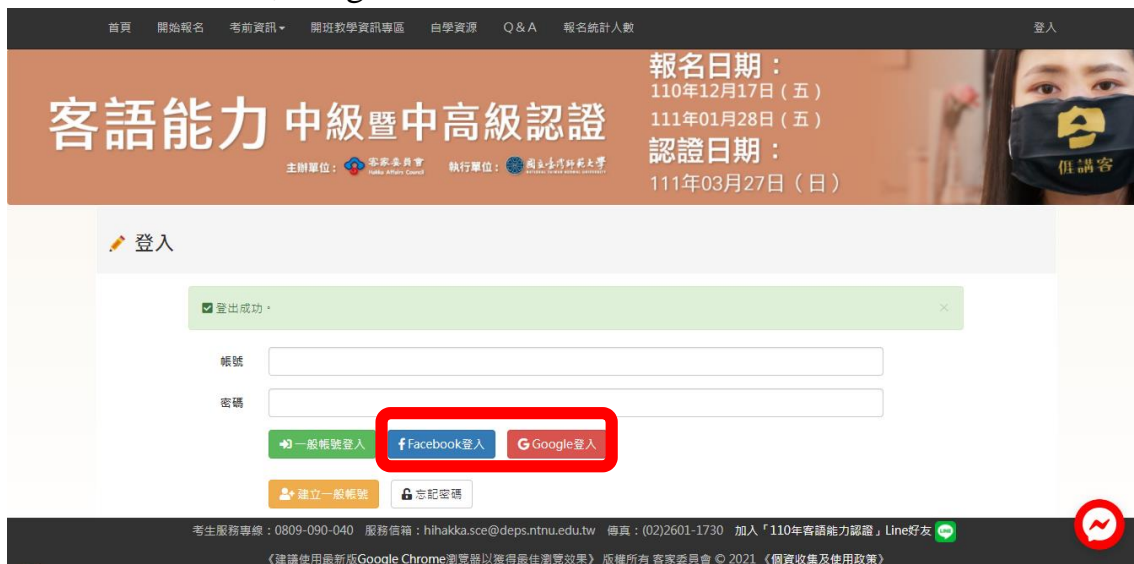 首頁 開始報名 考前資訊 開班教學資訊專區 自學資源 Q&A 報名統計人數 登入
客語能力 中級暨中高級認證
主辦單位：客家委員會 Hakka Affairs Council 執行單位：國立臺灣師範大學 NATIONAL TAIWAN NORMAL UNIVERSITY
報名日期：
110年12月17日(五)
111年01月28日(五)
認證日期：
111年03月27日(日)
𠊎講客
登入
登出成功。 ×
帳號
密碼
一般帳號登入 Facebook登入 Google登入
建立一般帳號 忘記密碼
考生服務專線：0809-090-040 服務信箱：hihakka.sce@deps.ntnu.edu.tw 傳真：(02)2601-1730 加入「110年客語能力認證」Line好友
《建議使用最新版Google Chrome瀏覽器以獲得最佳瀏覽效果》 版權所有 客家委員會 © 2021 《個資收集及使用政策》